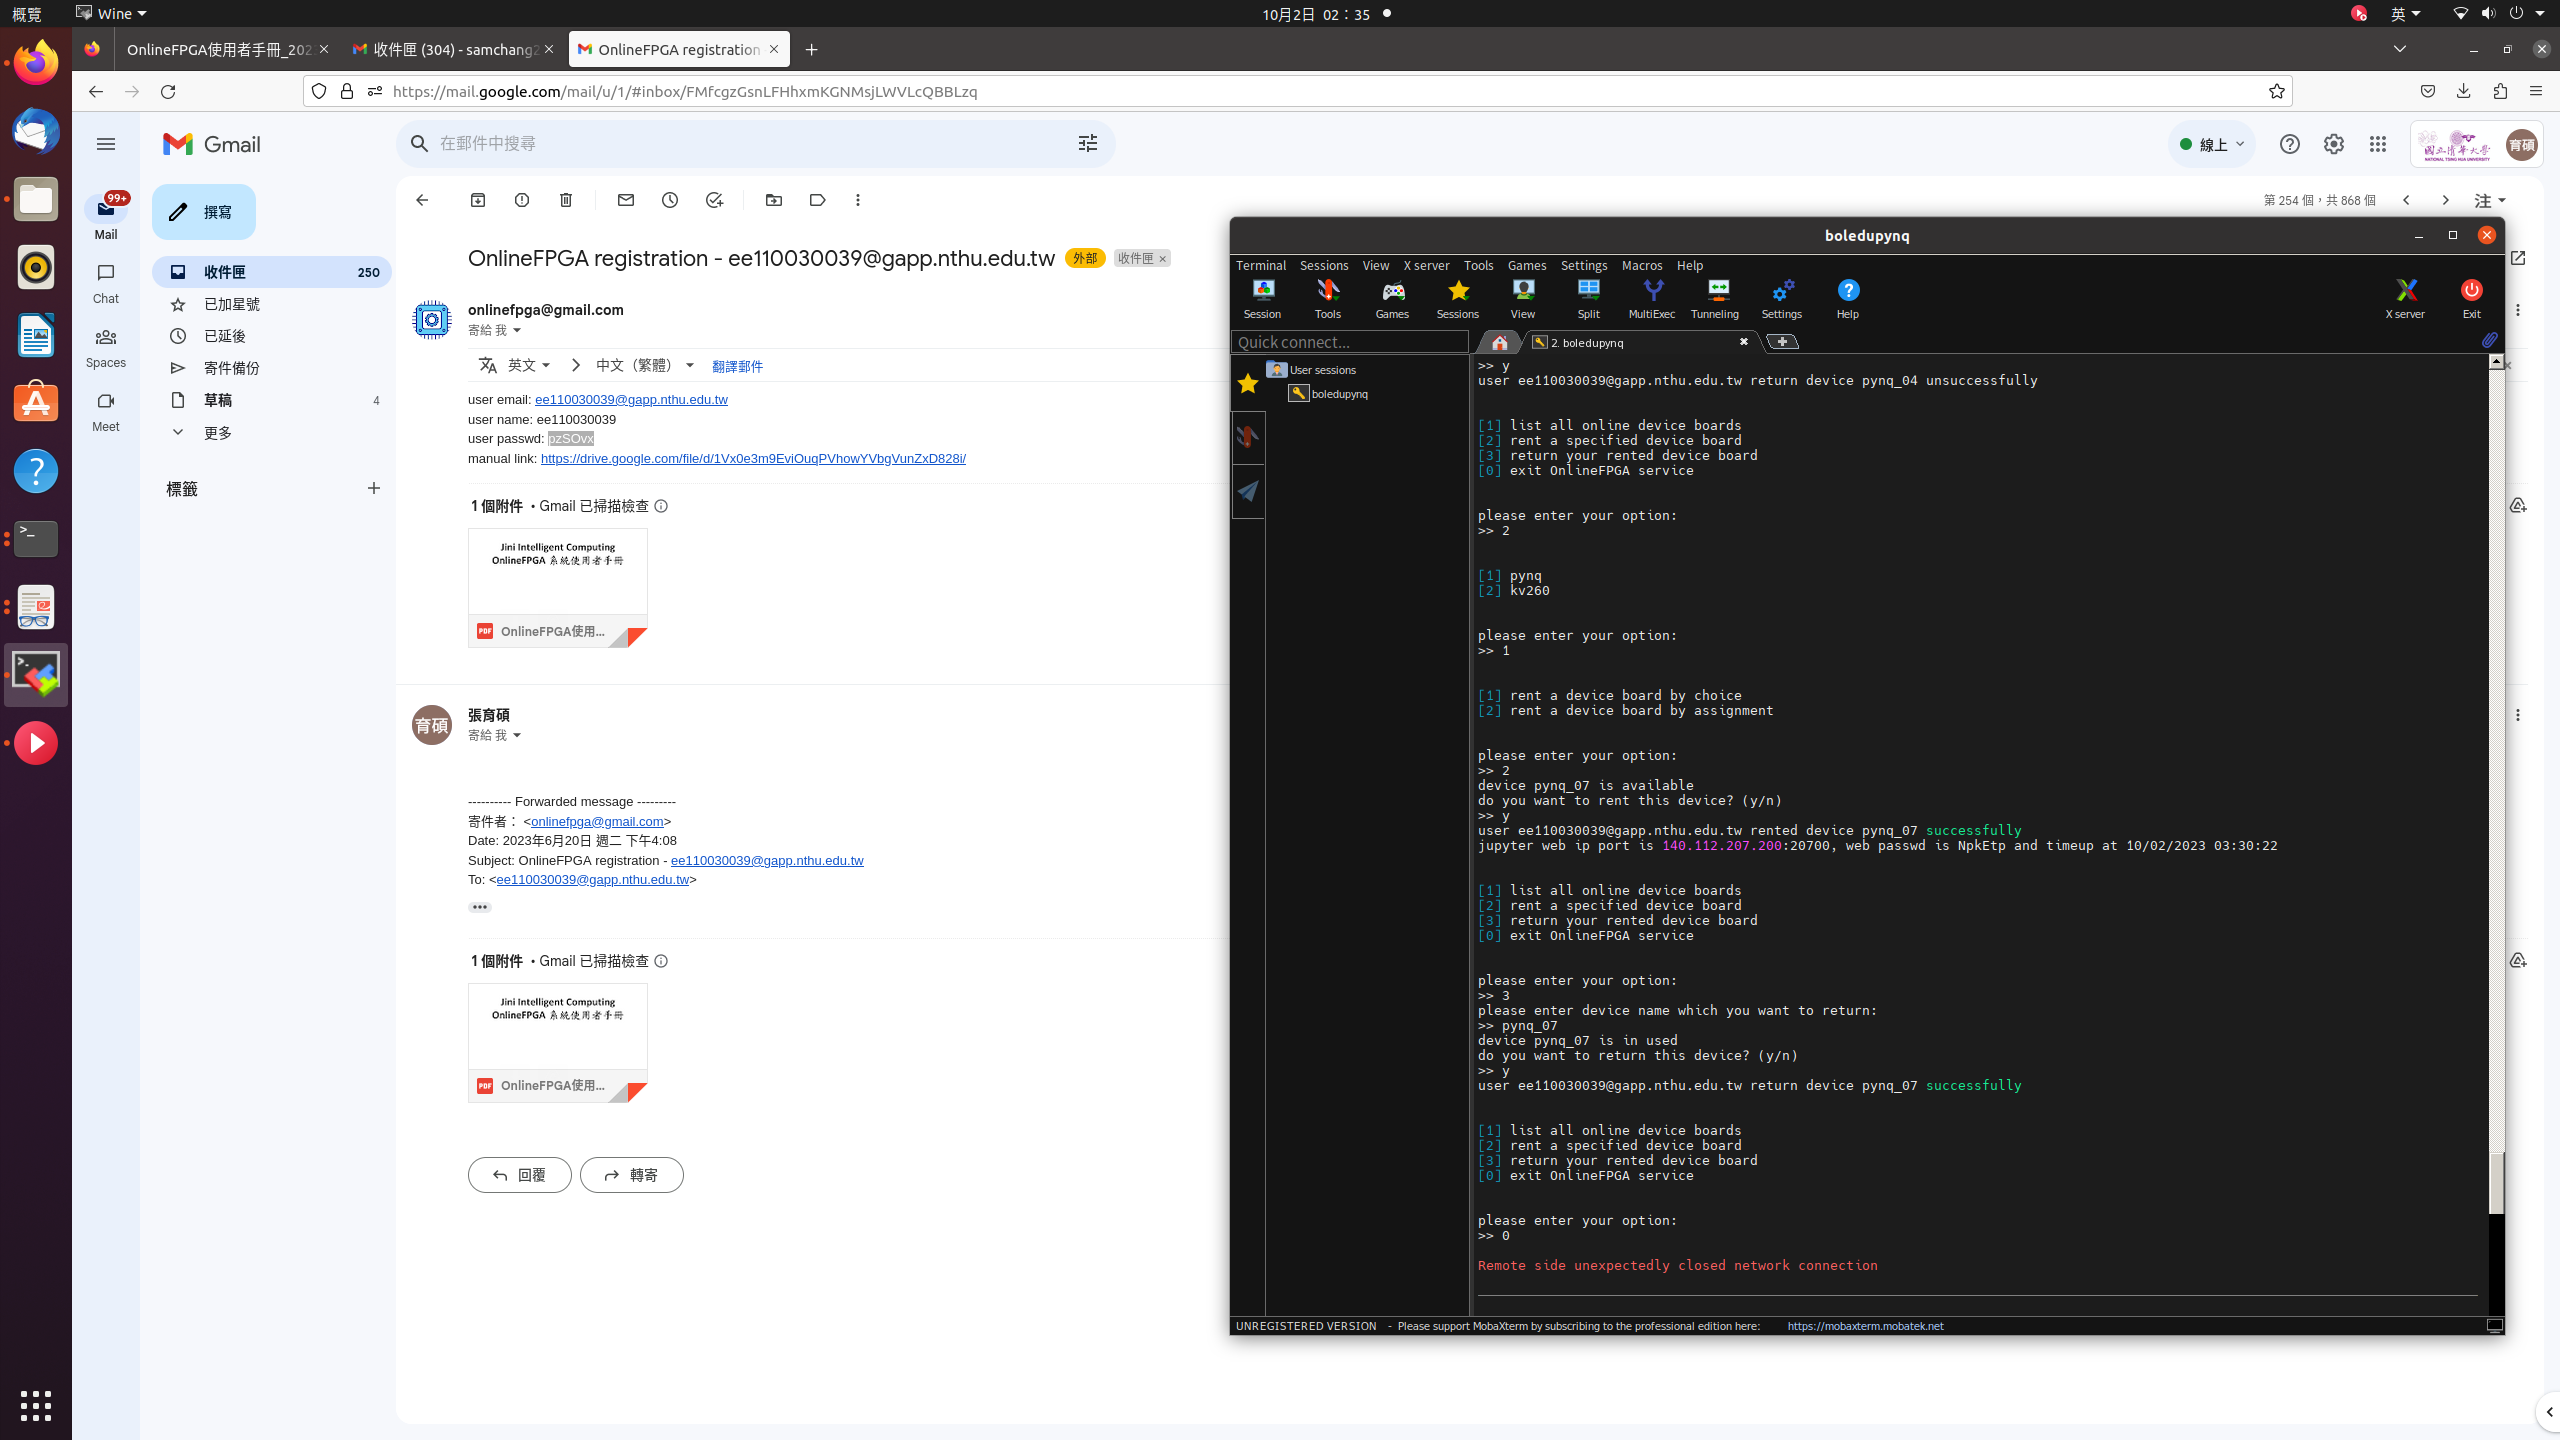 概覽
Wine
10月2日 02：35
英
OnlineFPGA使用者手冊_202
收件匣 (304) - samchang2
OnlineFPGA registration
https://mail.google.com/mail/u/1/#inbox/FMfcgzGsnLFHhxmKGNMsjLWVLcQBBLzq
Gmail
在郵件中搜尋
線上
國立清華大學
NATIONAL TSING HUA UNIVERSITY
育碩
99+
Mail
Chat
Spaces
Meet
撰寫
收件匣 250
已加星號
已延後
寄件備份
草稿 4
更多
標籤
第 254 個，共 868 個
注
OnlineFPGA registration - ee110030039@gapp.nthu.edu.tw
外部
收件匣 ×
onlinefpga@gmail.com
寄給 我
英文
中文（繁體）
翻譯郵件
user email: ee110030039@gapp.nthu.edu.tw
user name: ee110030039
user passwd: pzSOvx
manual link: https://drive.google.com/file/d/1Vx0e3m9EviOuqPVhowYVbgVunZxD828i/
1 個附件 • Gmail 已掃描檢查
Jini Intelligent Computing
OnlineFPGA 系統使用者手冊
PDF
OnlineFPGA使用...
育碩
張育碩
寄給 我
---------- Forwarded message ---------
寄件者： <onlinefpga@gmail.com>
Date: 2023年6月20日 週二 下午4:08
Subject: OnlineFPGA registration - ee110030039@gapp.nthu.edu.tw
To: <ee110030039@gapp.nthu.edu.tw>
1 個附件 • Gmail 已掃描檢查
Jini Intelligent Computing
OnlineFPGA 系統使用者手冊
PDF
OnlineFPGA使用...
回覆
轉寄
boledupynq
Terminal Sessions View X server Tools Games Settings Macros Help
Session Tools Games Sessions View Split MultiExec Tunneling Settings Help X server Exit
Quick connect...
2. boledupynq
User sessions
boledupynq
>> y
user ee110030039@gapp.nthu.edu.tw return device pynq_04 unsuccessfully
[1] list all online device boards
[2] rent a specified device board
[3] return your rented device board
[0] exit OnlineFPGA service
please enter your option:
>> 2
[1] pynq
[2] kv260
please enter your option:
>> 1
[1] rent a device board by choice
[2] rent a device board by assignment
please enter your option:
>> 2
device pynq_07 is available
do you want to rent this device? (y/n)
>> y
user ee110030039@gapp.nthu.edu.tw rented device pynq_07 successfully
jupyter web ip port is 140.112.207.200:20700, web passwd is NpkEtp and timeup at 10/02/2023 03:30:22
[1] list all online device boards
[2] rent a specified device board
[3] return your rented device board
[0] exit OnlineFPGA service
please enter your option:
>> 3
please enter device name which you want to return:
>> pynq_07
device pynq_07 is in used
do you want to return this device? (y/n)
>> y
user ee110030039@gapp.nthu.edu.tw return device pynq_07 successfully
[1] list all online device boards
[2] rent a specified device board
[3] return your rented device board
[0] exit OnlineFPGA service
please enter your option:
>> 0
Remote side unexpectedly closed network connection
UNREGISTERED VERSION - Please support MobaXterm by subscribing to the professional edition here: https://mobaxterm.mobatek.net